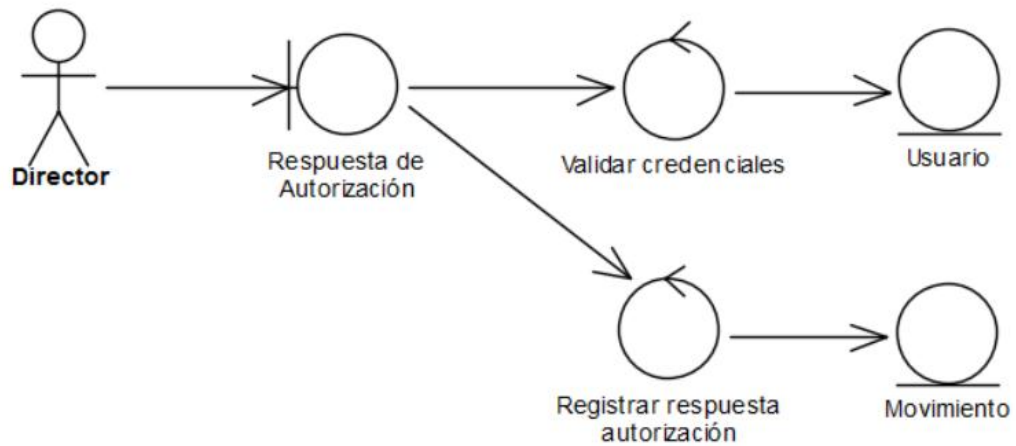 Director
Respuesta de
Autorización
Validar credenciales
Usuario
Registrar respuesta
autorización
Movimiento